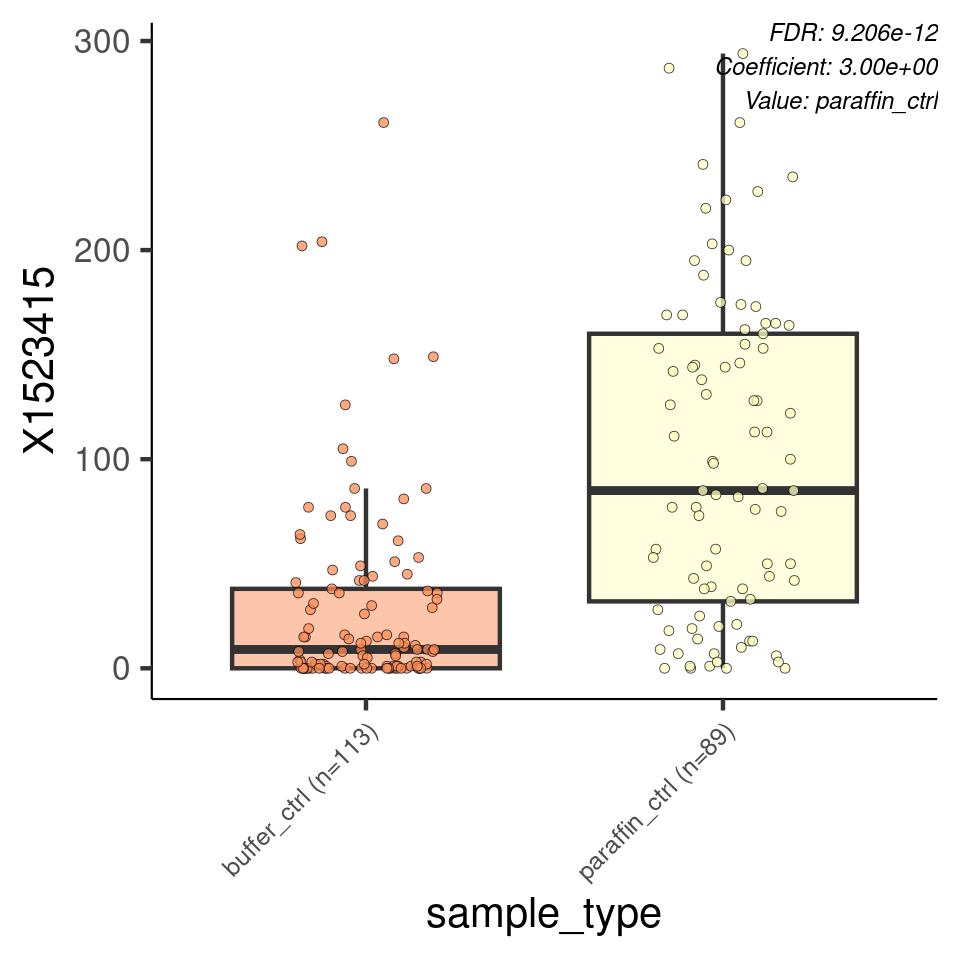 FDR: 9.206e-12
Coefficient: 3.00e+00
Value: paraffin_ctrl
300
200
100
0
X1523415
buffer_ctrl (n=113)
paraffin_ctrl (n=89)
sample_type